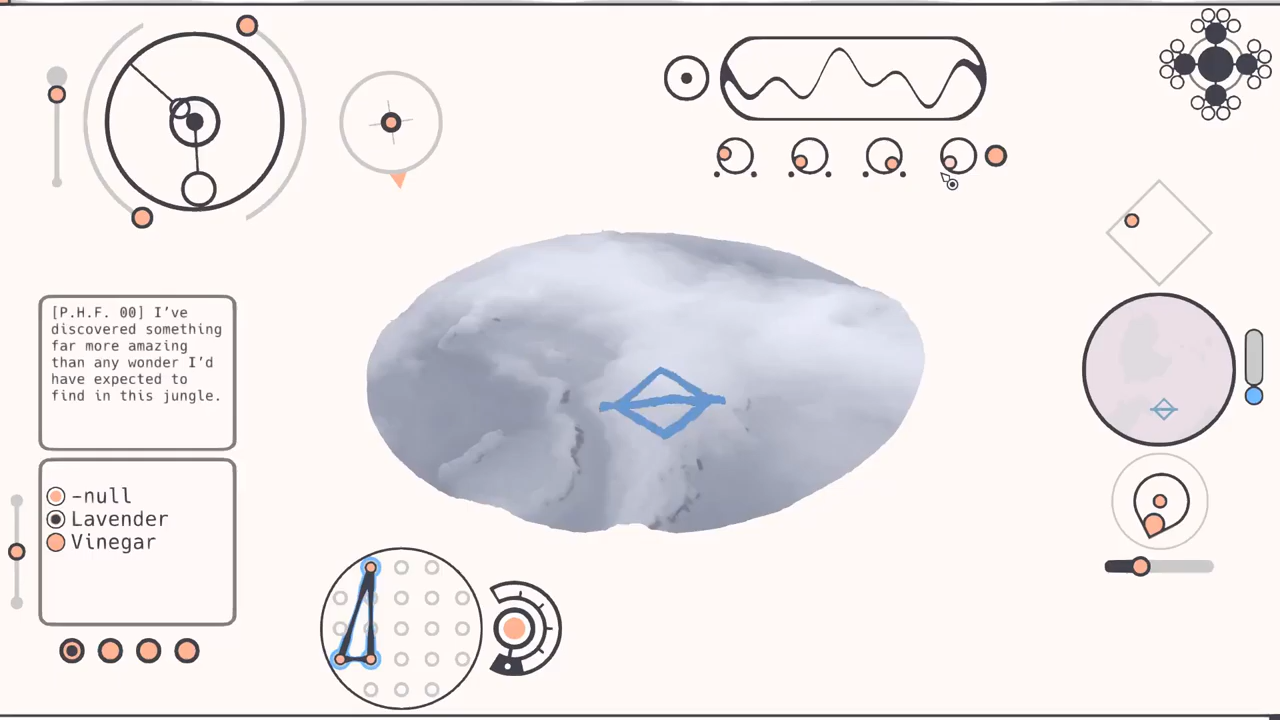 [P.H.F. 00] I've
discovered something
far more amazing
than any wonder I'd
have expected to
find in this jungle.
-null
Lavender
Vinegar